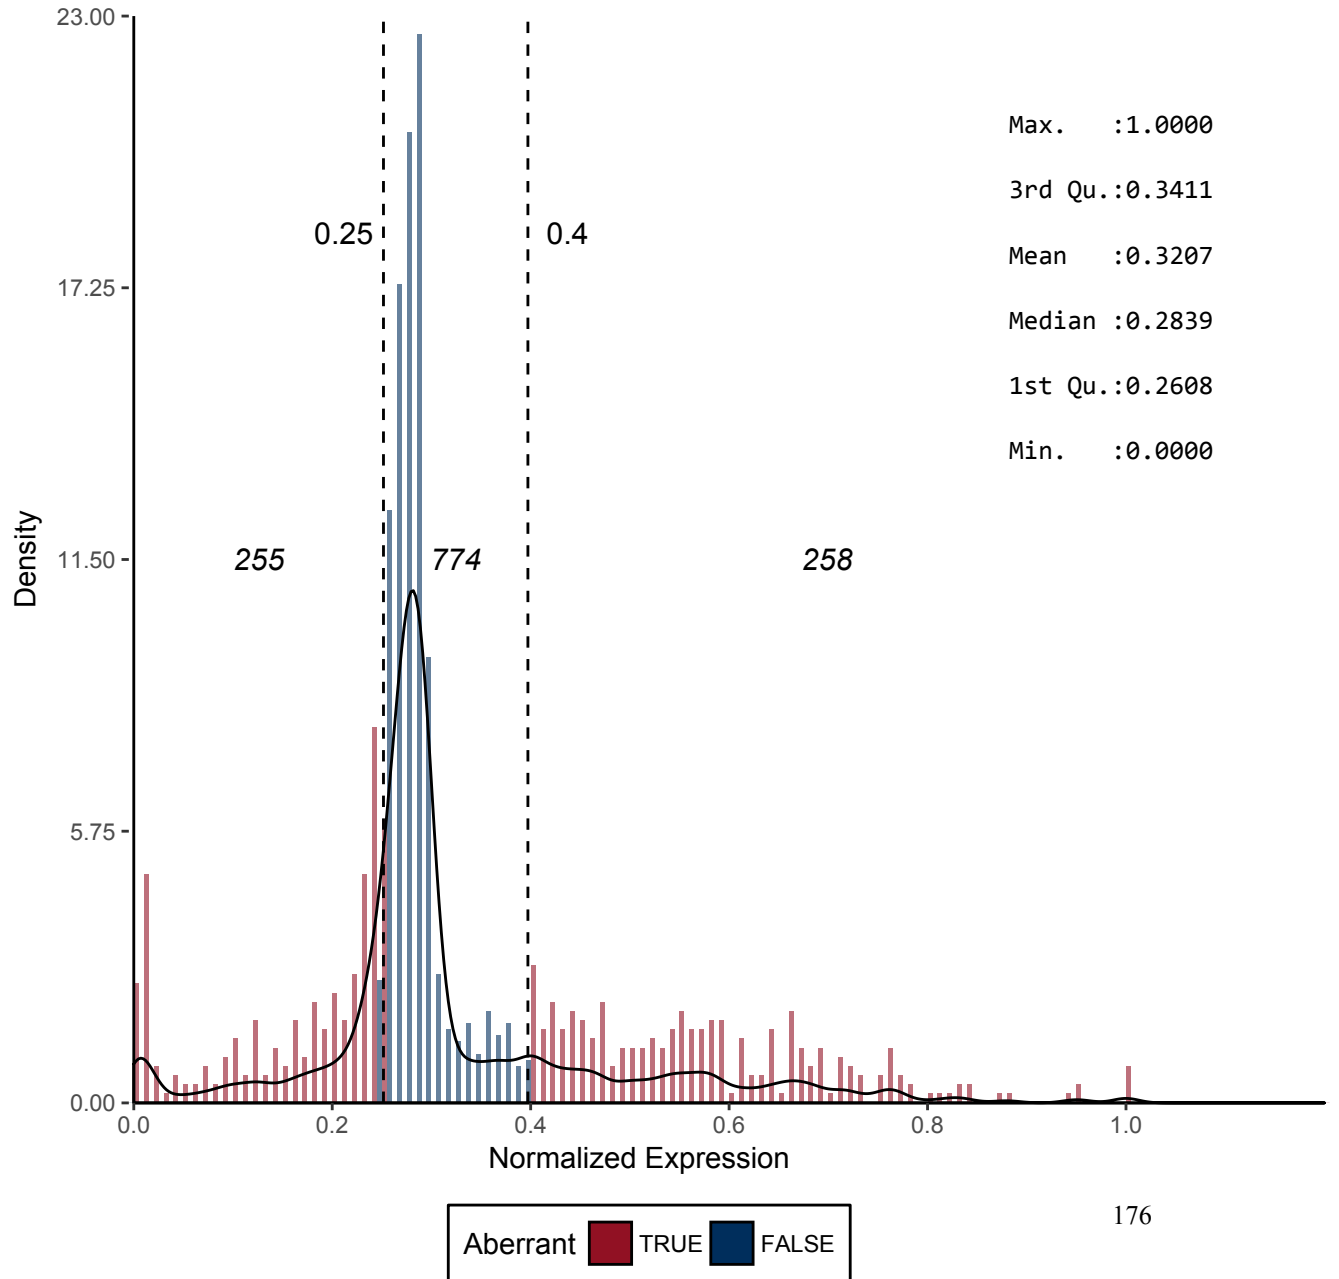 23.00
17.25
11.50
5.75
0.00
Density
0.25
0.4
Max.   :1.0000
3rd Qu.:0.3411
Mean   :0.3207
Median :0.2839
1st Qu.:0.2608
Min.   :0.0000
255
774
258
0.0 0.2 0.4 0.6 0.8 1.0
Normalized Expression
176
Aberrant TRUE FALSE